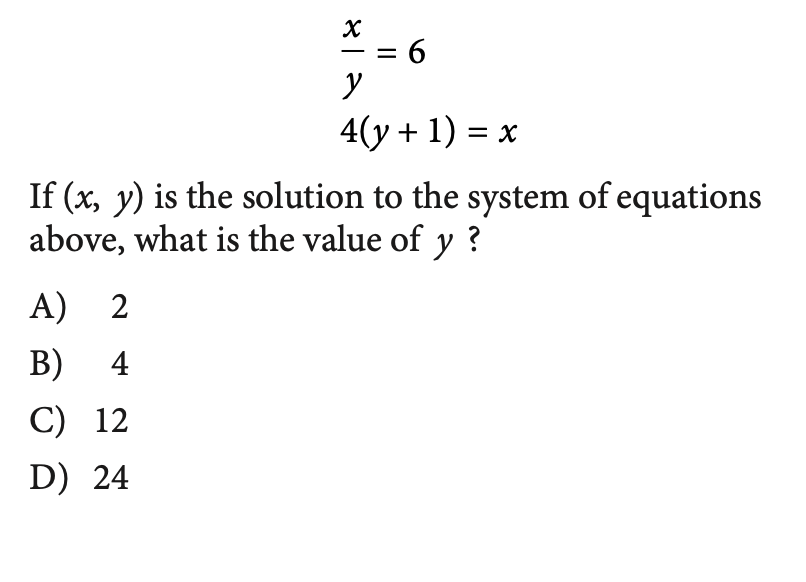 x/y = 6
4(y + 1) = x
If (x, y) is the solution to the system of equations
above, what is the value of y ?
A) 2
B) 4
C) 12
D) 24